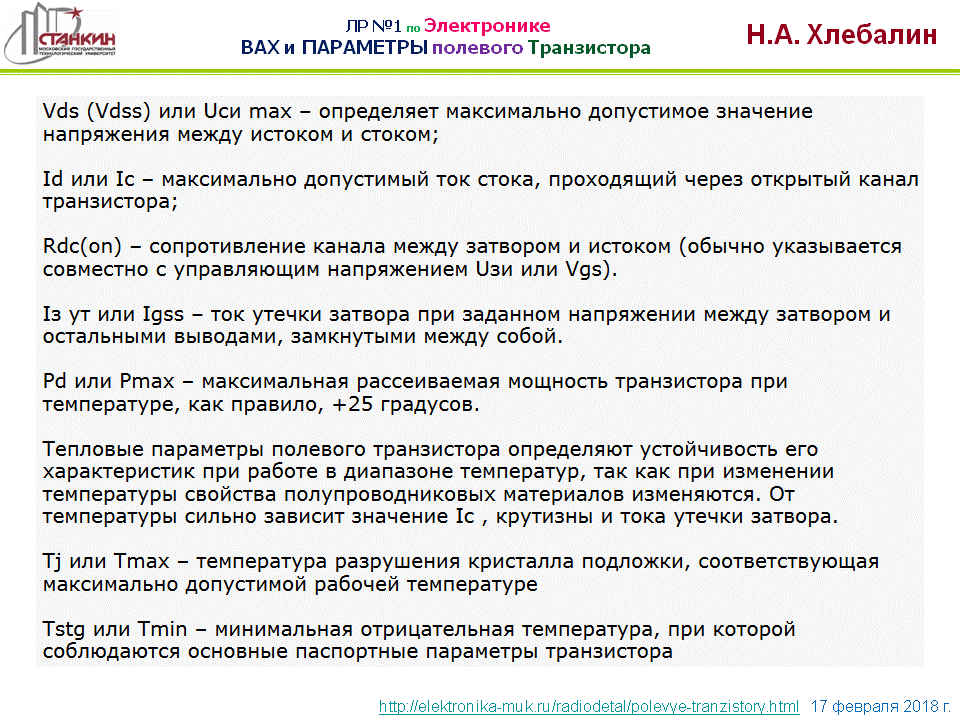 СТАНКИН
МОСКОВСКИЙ ГОСУДАРСТВЕННЫЙ
ТЕХНОЛОГИЧЕСКИЙ УНИВЕРСИТЕТ
ЛР №1 по Электронике
ВАХ и ПАРАМЕТРЫ полевого Транзистора
Н.А. Хлебалин
Vds (Vdss) или Uси max – определяет максимально допустимое значение
напряжения между истоком и стоком;
Id или Iс – максимально допустимый ток стока, проходящий через открытый канал
транзистора;
Rdc(on) – сопротивление канала между затвором и истоком (обычно указывается
совместно с управляющим напряжением Uзи или Vgs).
Iз ут или Igss – ток утечки затвора при заданном напряжении между затвором и
остальными выводами, замкнутыми между собой.
Pd или Pmax – максимальная рассеиваемая мощность транзистора при
температуре, как правило, +25 градусов.
Тепловые параметры полевого транзистора определяют устойчивость его
характеристик при работе в диапазоне температур, так как при изменении
температуры свойства полупроводниковых материалов изменяются. От
температуры сильно зависит значение Iс , крутизны и тока утечки затвора.
Tj или Tmax – температура разрушения кристалла подложки, соответствующая
максимально допустимой рабочей температуре
Tstg или Tmin – минимальная отрицательная температура, при которой
соблюдаются основные паспортные параметры транзистора
http://elektronika-muk.ru/radiodetal/polevye-tranzistory.html 17 февраля 2018 г.